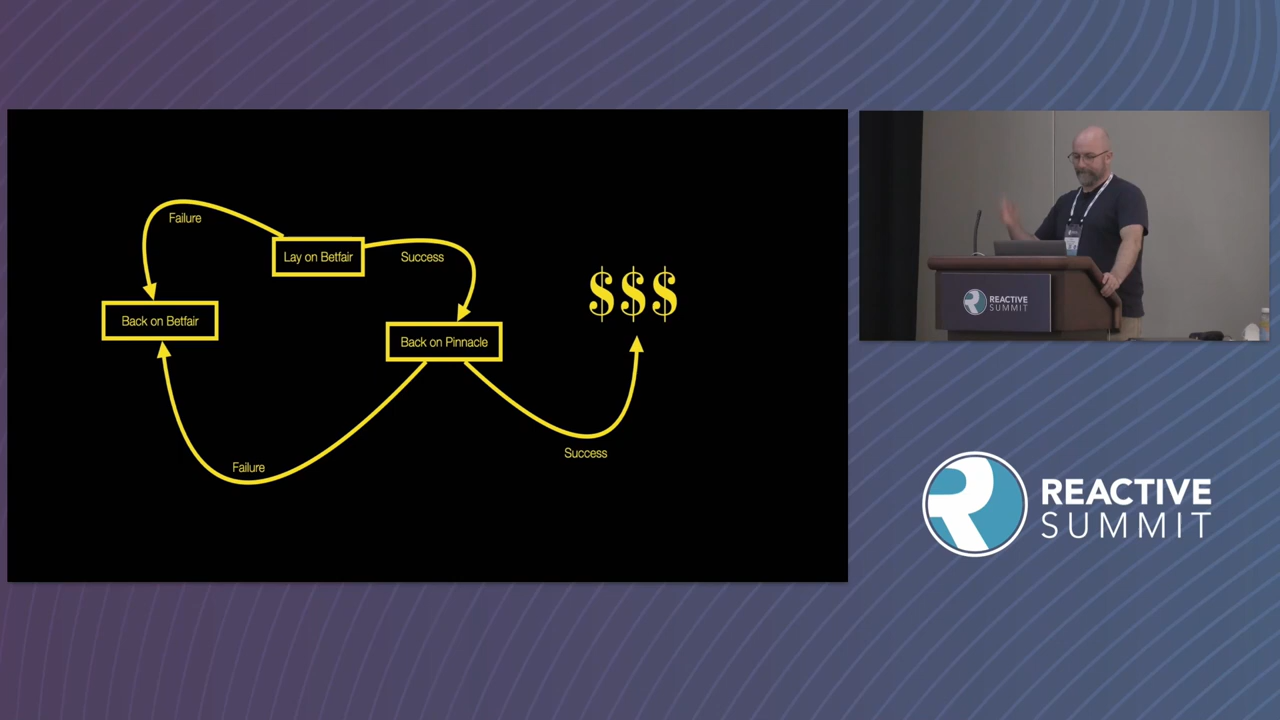 Failure
Lay on Betfair
Success
Back on Betfair
Back on Pinnacle
$$$
Failure
Success
REACTIVE
SUMMIT
REACTIVE
SUMMIT